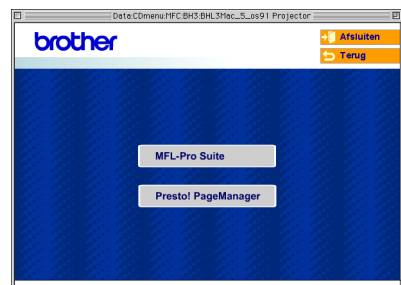 Data:CDmenu:MFC:BH3:BHL3Mac_5_os91 Projector
brother
Afsluiten
Terug
MFL-Pro Suite
Presto! PageManager